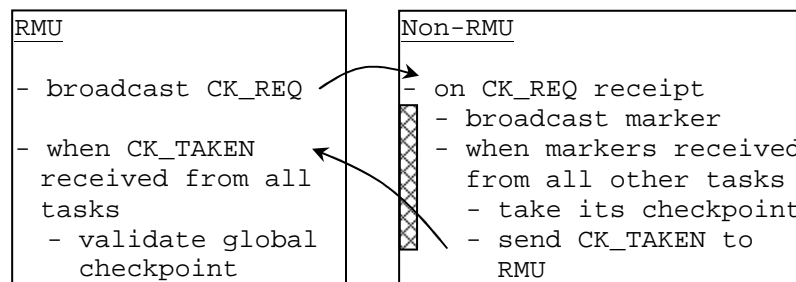 RMU
- broadcast CK_REQ
- when CK_TAKEN
received from all
tasks
- validate global
checkpoint
Non-RMU
- on CK_REQ receipt
- broadcast marker
- when markers received
from all other tasks
- take its checkpoint
- send CK_TAKEN to
RMU